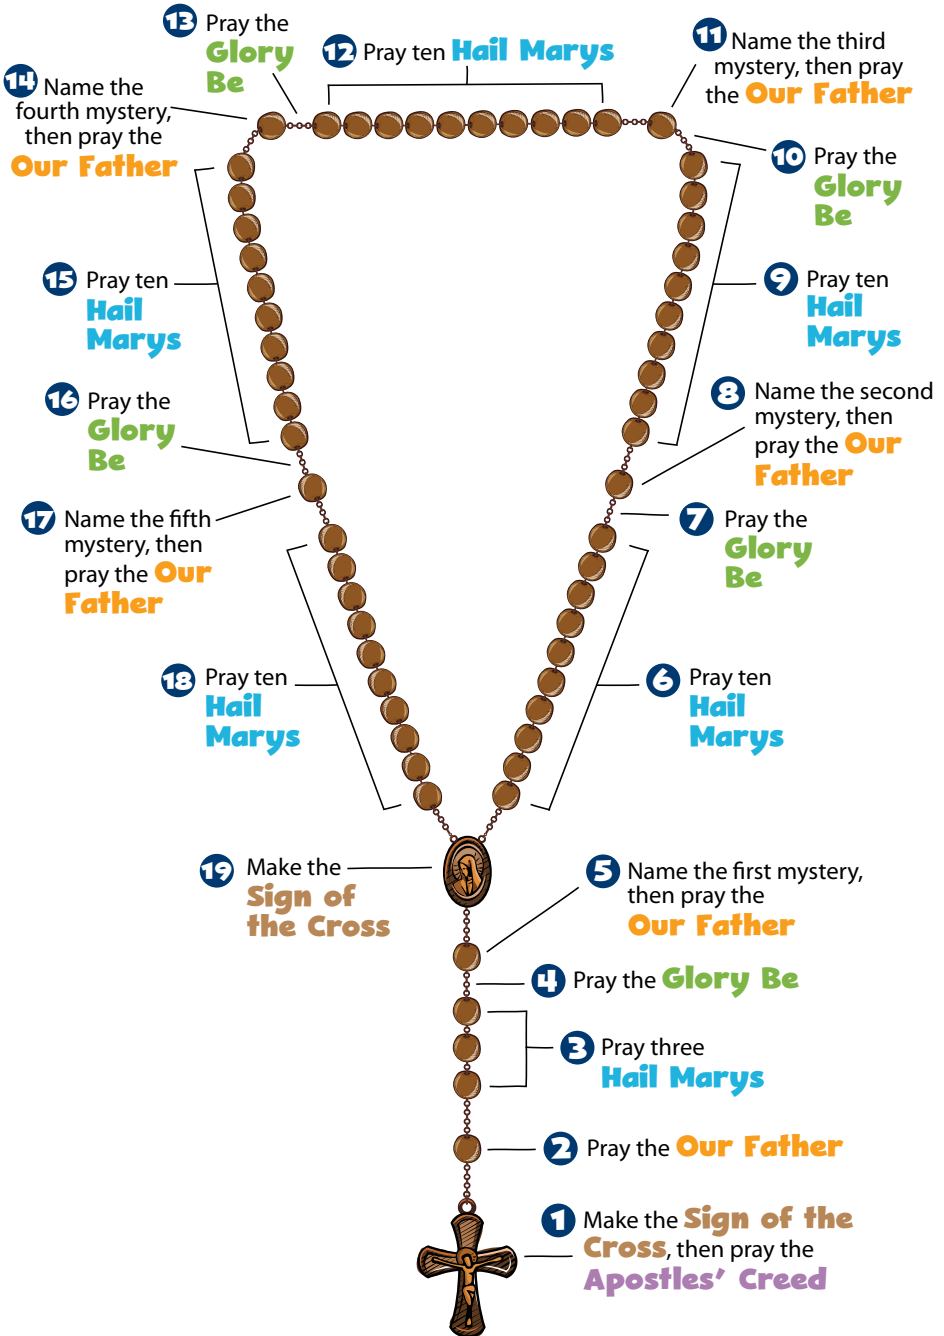 13 Pray the
Glory
Be
12 Pray ten Hail Marys
11 Name the third
mystery, then pray
the Our Father
14 Name the
fourth mystery,
then pray the
Our Father
10 Pray the
Glory
Be
15 Pray ten
Hail
Marys
9 Pray ten
Hail
Marys
16 Pray the
Glory
Be
8 Name the second
mystery, then
pray the Our
Father
17 Name the fifth
mystery, then
pray the Our
Father
7 Pray the
Glory
Be
18 Pray ten
Hail
Marys
6 Pray ten
Hail
Marys
19 Make the
Sign of
the Cross
5 Name the first mystery,
then pray the
Our Father
4 Pray the Glory Be
3 Pray three
Hail Marys
2 Pray the Our Father
1 Make the Sign of the
Cross, then pray the
Apostles’ Creed